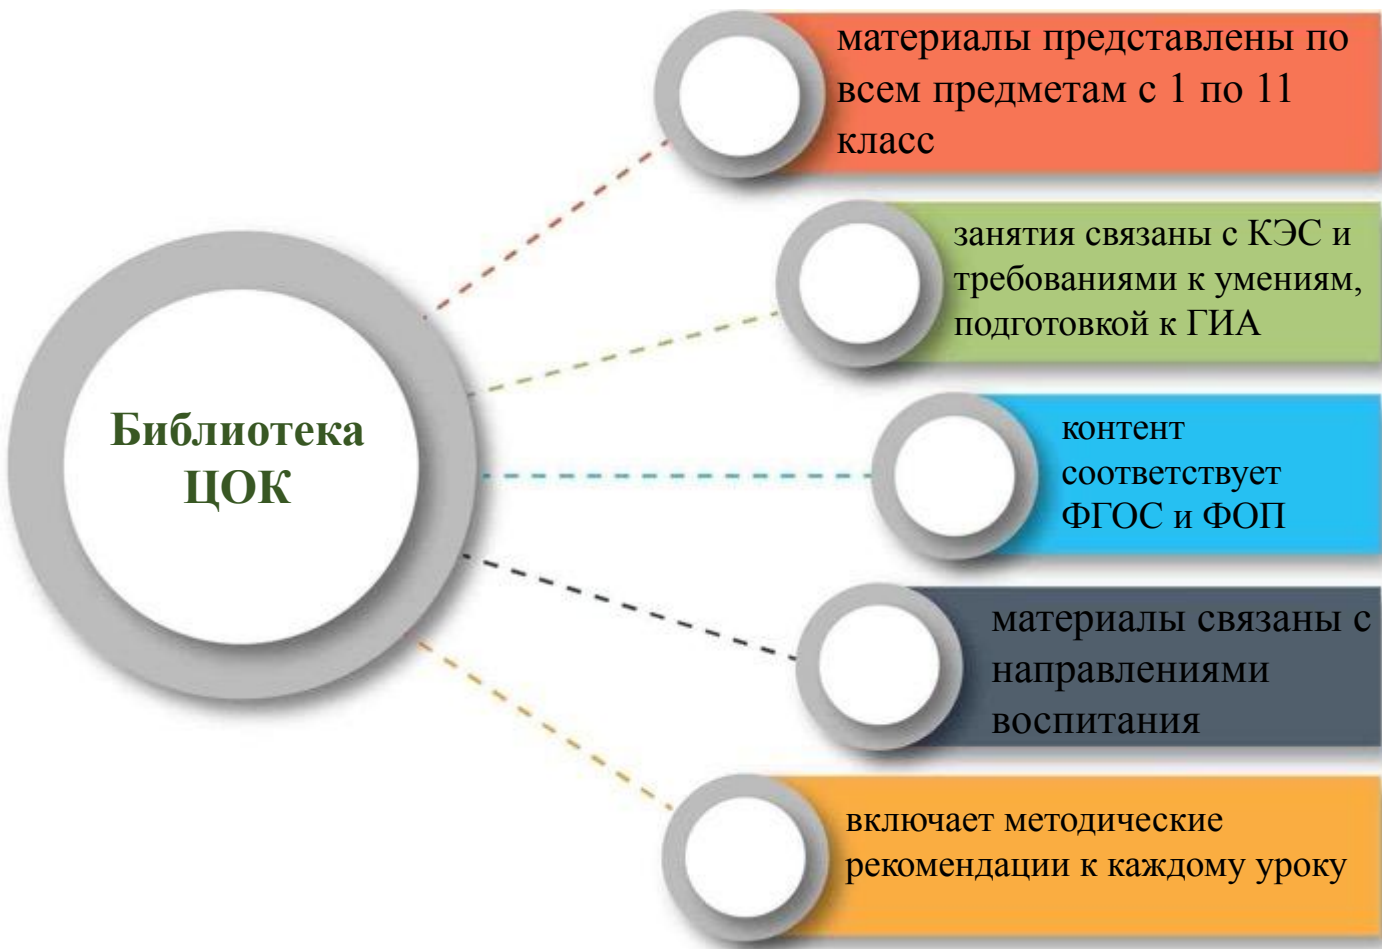 Библиотека
ЦОК
материалы представлены по
всем предметам с 1 по 11
класс
занятия связаны с КЭС и
требованиями к умениям,
подготовкой к ГИА
контент
соответствует
ФГОС и ФОП
материалы связаны с
направлениями
воспитания
включает методические
рекомендации к каждому уроку